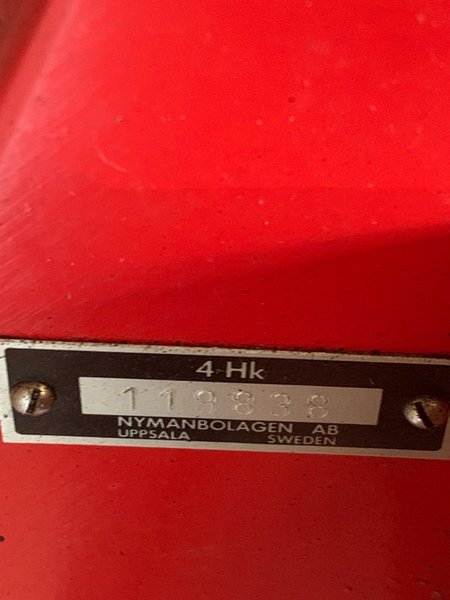 4 Hk
119838
NYMANBOLAGEN AB
UPPSALA SWEDEN